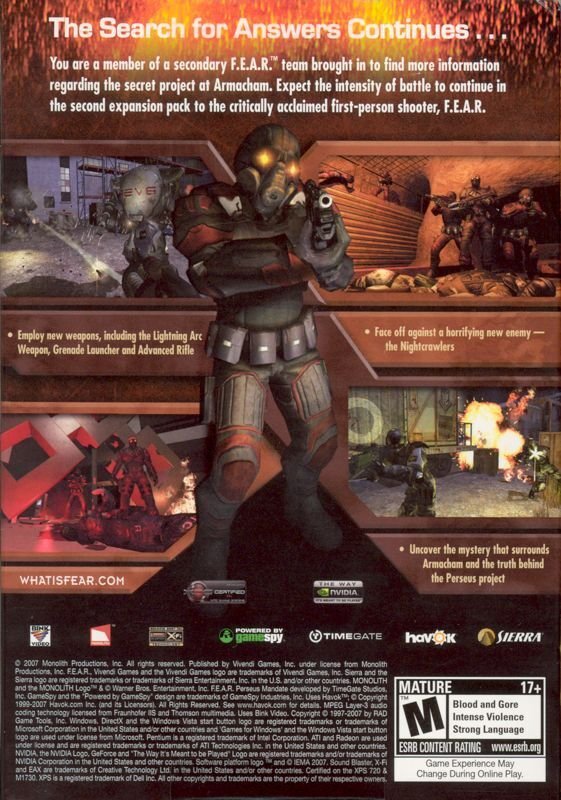 The Search for Answers Continues . . .
You are a member of a secondary F.E.A.R.™ team brought in to find more information
regarding the secret project at Armacham. Expect the intensity of battle to continue in
the second expansion pack to the critically acclaimed first-person shooter, F.E.A.R.
EV6
• Employ new weapons, including the Lightning Arc
Weapon, Grenade Launcher and Advanced Rifle
• Face off against a horrifying new enemy —
the Nightcrawlers
• Uncover the mystery that surrounds
Armacham and the truth behind
the Perseus project
WHATISFEAR.COM
CERTIFIED
THE WAY
NVIDIA.
IT'S MEANT TO BE PLAYED
BINK
VIDEO
MONOLITH
X-Fi
POWERED BY
gamespy
TIMEGATE
havok
SIERRA
© 2007 Monolith Productions, Inc. All rights reserved. Published by Vivendi Games, Inc. under license from Monolith
Productions, Inc. F.E.A.R., Vivendi Games and the Vivendi Games logo are trademarks of Vivendi Games, Inc. Sierra and the
Sierra logo are registered trademarks or trademarks of Sierra Entertainment, Inc. in the U.S. and/or other countries. MONOLITH
and the MONOLITH Logo™ & © Warner Bros. Entertainment, Inc. F.E.A.R. Perseus Mandate developed by TimeGate Studios,
Inc. GameSpy and the "Powered by GameSpy" design are trademarks of GameSpy Industries, Inc. Uses Havok™; © Copyright
1999-2007 Havok.com Inc. (and its Licensors). All Rights Reserved. See www.havok.com for details. MPEG Layer-3 audio
coding technology licensed from Fraunhofer IIS and Thomson multimedia. Uses Bink Video. Copyright © 1997-2007 by RAD
Game Tools, Inc. Windows, DirectX and the Windows Vista start button logo are registered trademarks or trademarks of
Microsoft Corporation in the United States and/or other countries and 'Games for Windows' and the Windows Vista start button
logo are used under license from Microsoft. Pentium is a registered trademark of Intel Corporation. ATI and Radeon are used
under license and are registered trademarks or trademarks of ATI Technologies, Inc. in the United States and other countries.
NVIDIA, the NVIDIA Logo, GeForce and "The Way It's Meant to be Played" Logo are registered trademarks and/or trademarks of
NVIDIA Corporation in the United States and other countries. Software platform logo ™ and © IEMA 2007. Sound Blaster, X-Fi
and EAX are trademarks of Creative Technology Ltd. in the United States and/or other countries. Certified on the XPS 720 &
M1730. XPS is a registered trademark of Dell Inc. All other copyrights and trademarks are the property of their respective owners.
MATURE 17+
M
Blood and Gore
Intense Violence
Strong Language
ESRB CONTENT RATING www.esrb.org
Game Experience May
Change During Online Play.